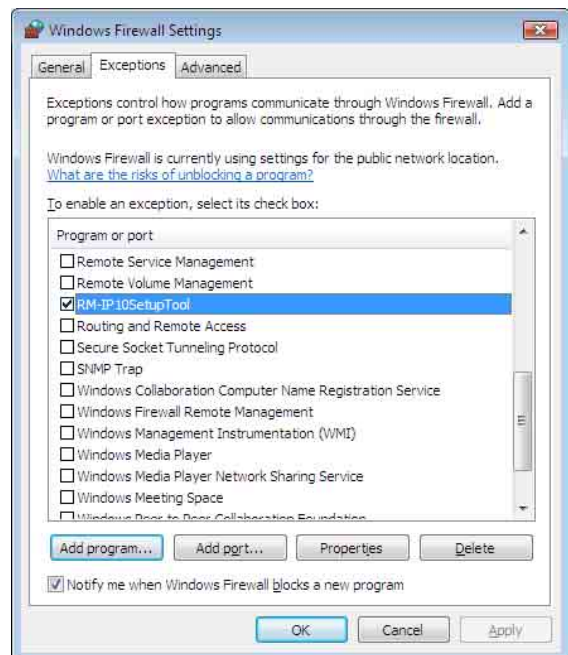 Windows Firewall Settings
General Exceptions Advanced
Exceptions control how programs communicate through Windows Firewall. Add a
program or port exception to allow communications through the firewall.
Windows Firewall is currently using settings for the public network location.
What are the risks of unblocking a program?
To enable an exception, select its check box:
Program or port
Remote Service Management
Remote Volume Management
RM-IP10SetupTool
Routing and Remote Access
Secure Socket Tunneling Protocol
SNMP Trap
Windows Collaboration Computer Name Registration Service
Windows Firewall Remote Management
Windows Management Instrumentation (WMI)
Windows Media Player
Windows Media Player Network Sharing Service
Windows Meeting Space
Windows Peer to Peer Collaboration Foundation
Add program... Add port... Properties Delete
Notify me when Windows Firewall blocks a new program
OK Cancel Apply